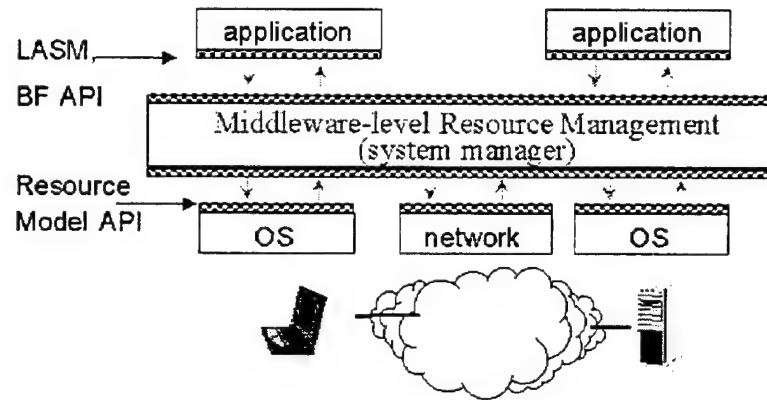 application
application
LASM
BF API
Middleware-level Resource Management
(system manager)
Resource
Model API
OS
network
OS